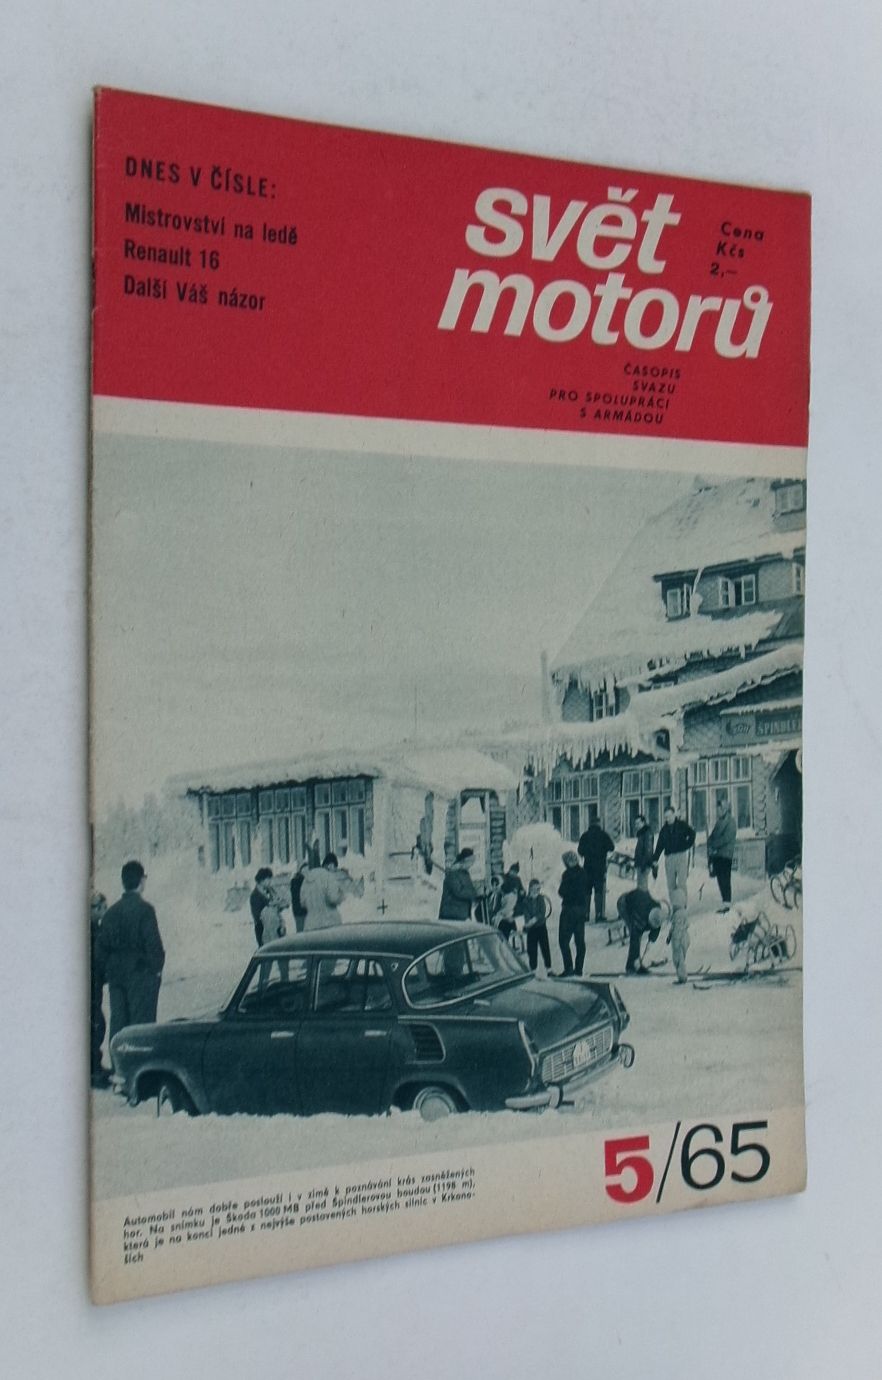 DNES V ČÍSLE:
Mistrovství na ledě
Renault 16
Další Váš názor
svět
motorů
Cena
Kčs
2,—
ČASOPIS
SVAZU
PRO SPOLUPRÁCI
S ARMÁDOU
5/65
Automobil nám dobře poslouží i v zimě k poznávání krás zasněžených
hor. Na snímku je Škoda 1000 MB před Špindlerovou boudou (1198 m),
která je na konci jedné z nejvýše postavených horských silnic v Krkono-
ších